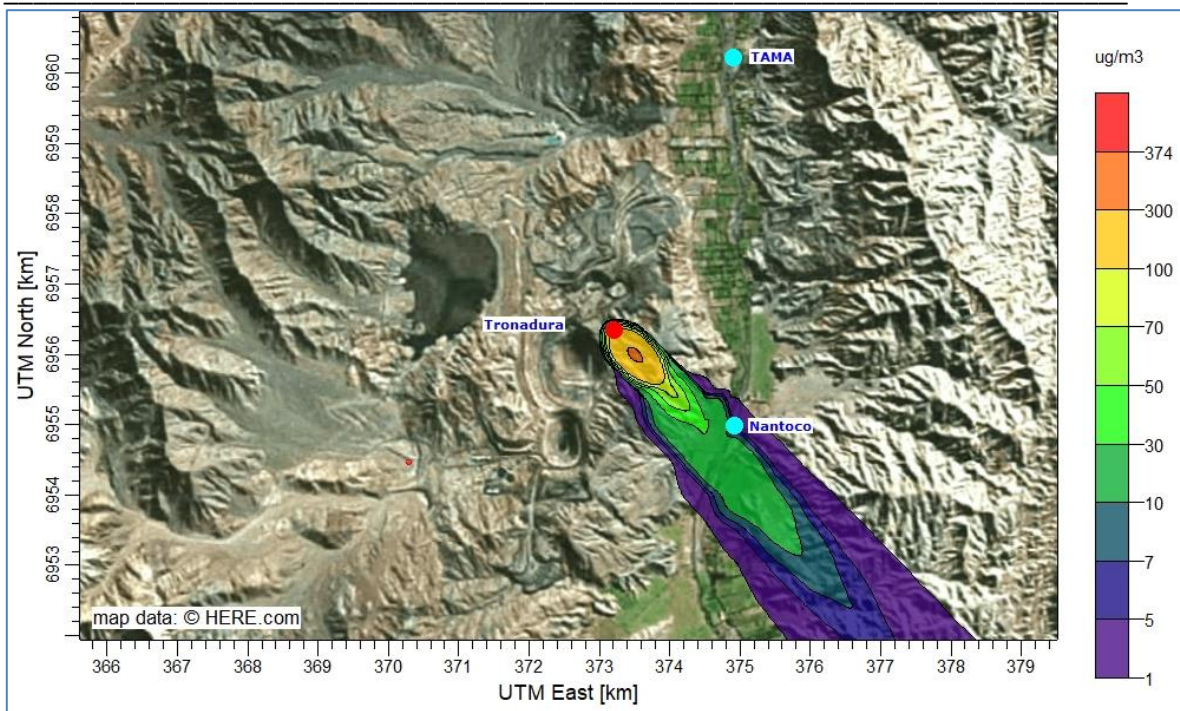 ug/m3
TAMA
Tronadura
Nantoco
374
300
100
70
50
30
10
7
5
1
UTM North [km]
6960
6959
6958
6957
6956
6955
6954
6953
map data: © HERE.com
366 367 368 369 370 371 372 373 374 375 376 377 378 379
UTM East [km]